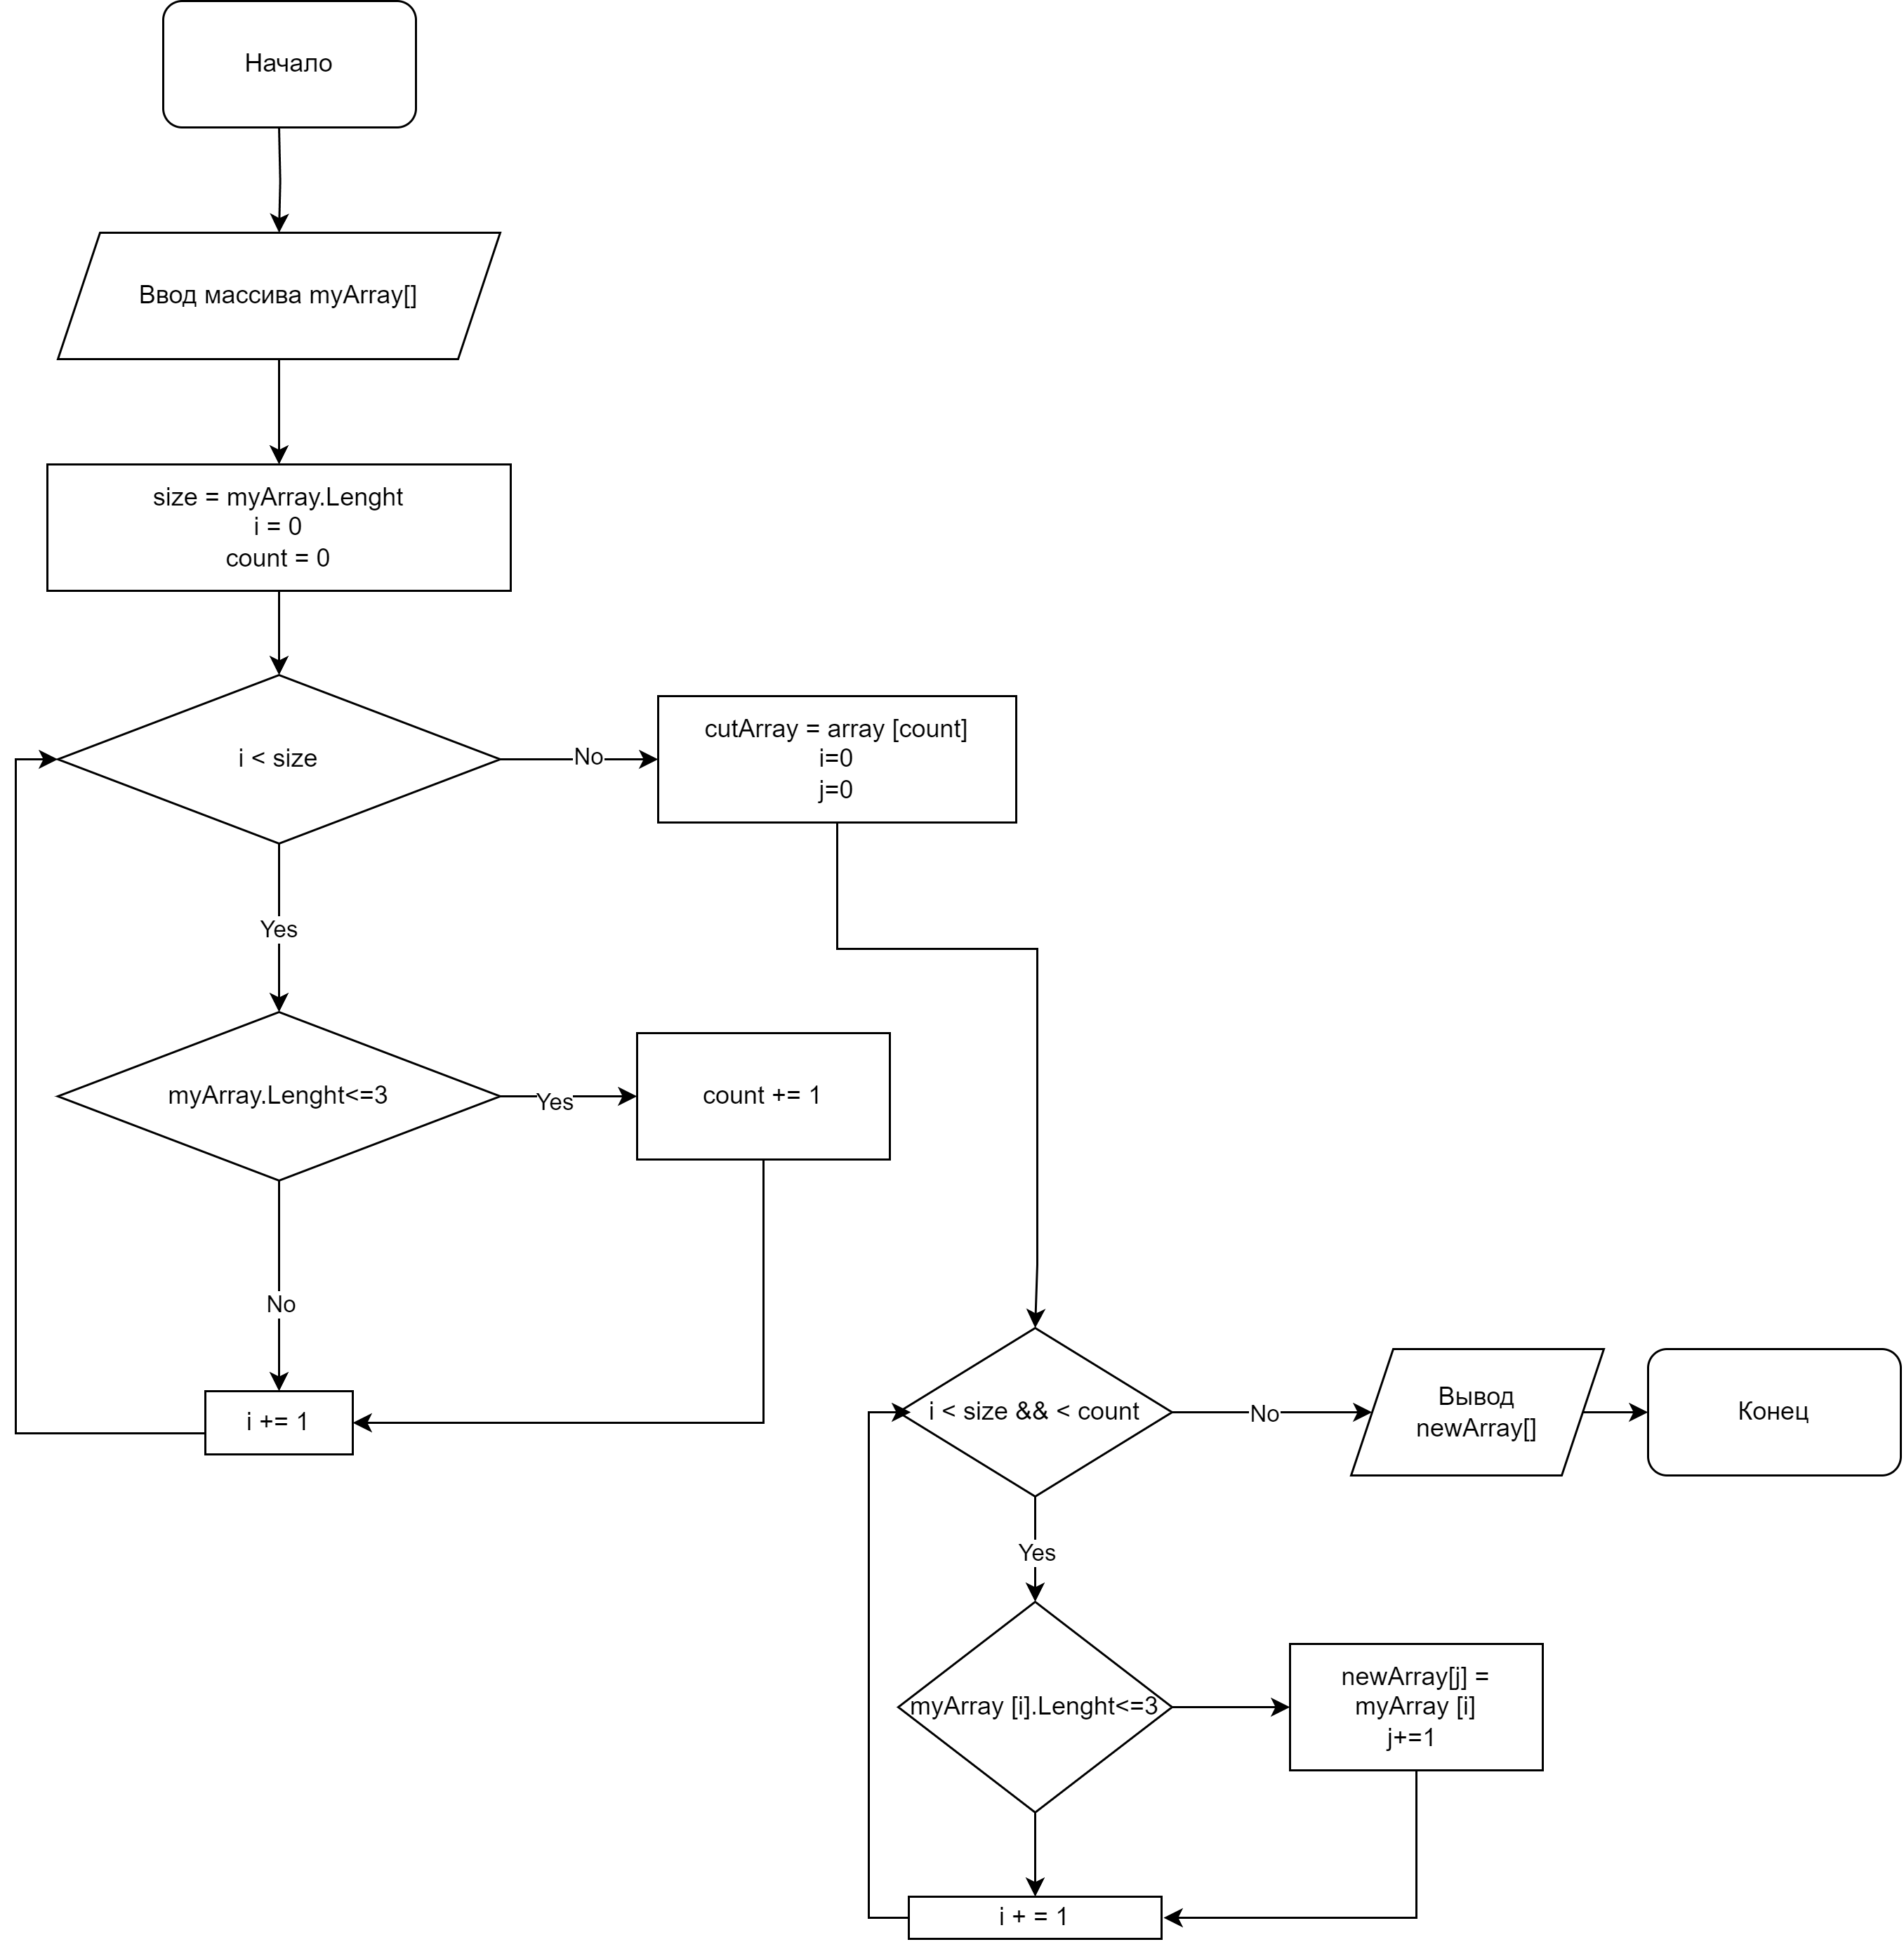 Начало
Ввод массива myArray[]
size = myArray.Lenght
i = 0
count = 0
i < size
No
cutArray = array [count]
i=0
j=0
Yes
myArray.Lenght<=3
Yes
count += 1
No
i += 1
i < size && < count
No
Вывод
newArray[]
Конец
Yes
myArray [i].Lenght<=3
newArray[j] =
myArray [i]
j+=1
i + = 1